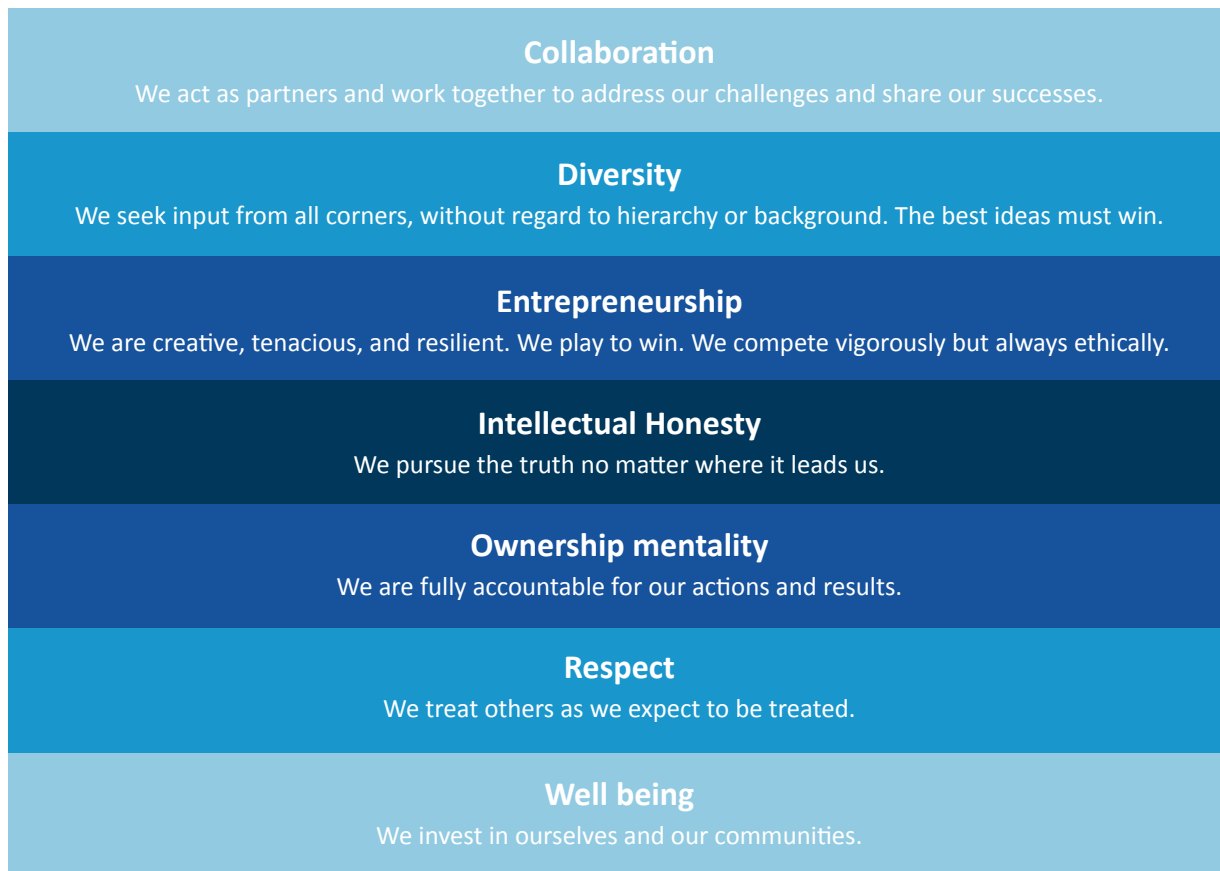 Collaboration
We act as partners and work together to address our challenges and share our successes.
Diversity
We seek input from all corners, without regard to hierarchy or background. The best ideas must win.
Entrepreneurship
We are creative, tenacious, and resilient. We play to win. We compete vigorously but always ethically.
Intellectual Honesty
We pursue the truth no matter where it leads us.
Ownership mentality
We are fully accountable for our actions and results.
Respect
We treat others as we expect to be treated.
Well being
We invest in ourselves and our communities.